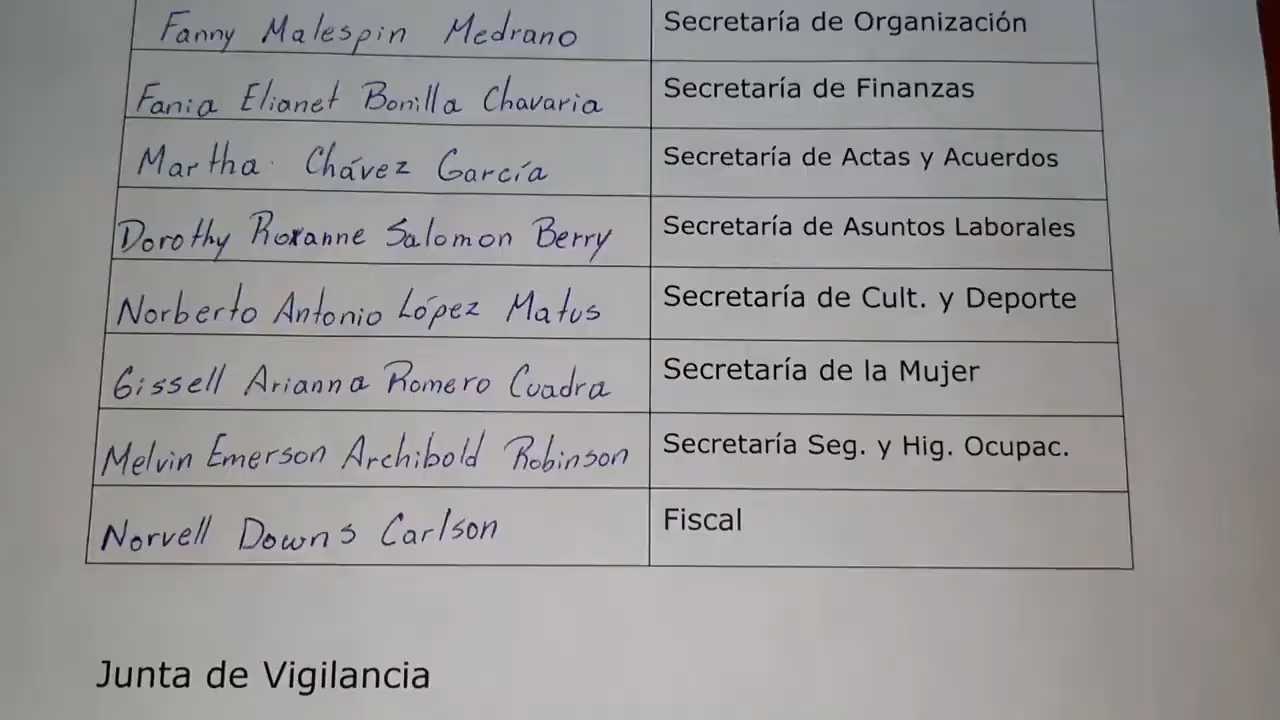 Fanny Malespin Medrano Secretaría de Organización
Fania Elianet Bonilla Chavaria Secretaría de Finanzas
Martha Chávez García Secretaría de Actas y Acuerdos
Dorothy Roxanne Salomon Berry Secretaría de Asuntos Laborales
Norberto Antonio López Matus Secretaría de Cult. y Deporte
Gissell Arianna Romero Cuadra Secretaría de la Mujer
Melvin Emerson Archibold Robinson Secretaría Seg. y Hig. Ocupac.
Norvell Downs Carlson Fiscal
Junta de Vigilancia